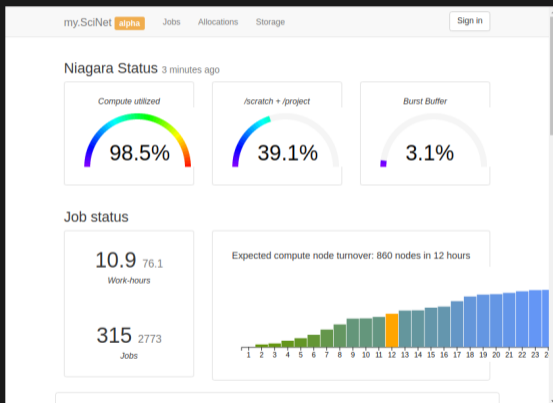 my.SciNet alpha Jobs Allocations Storage Sign in
Niagara Status 3 minutes ago
Compute utilized
98.5%
/scratch + /project
39.1%
Burst Buffer
3.1%
Job status
10.9 76.1
Work-hours
315 2773
Jobs
Expected compute node turnover: 860 nodes in 12 hours
1 2 3 4 5 6 7 8 9 10 11 12 13 14 15 16 17 18 19 20 21 22 23